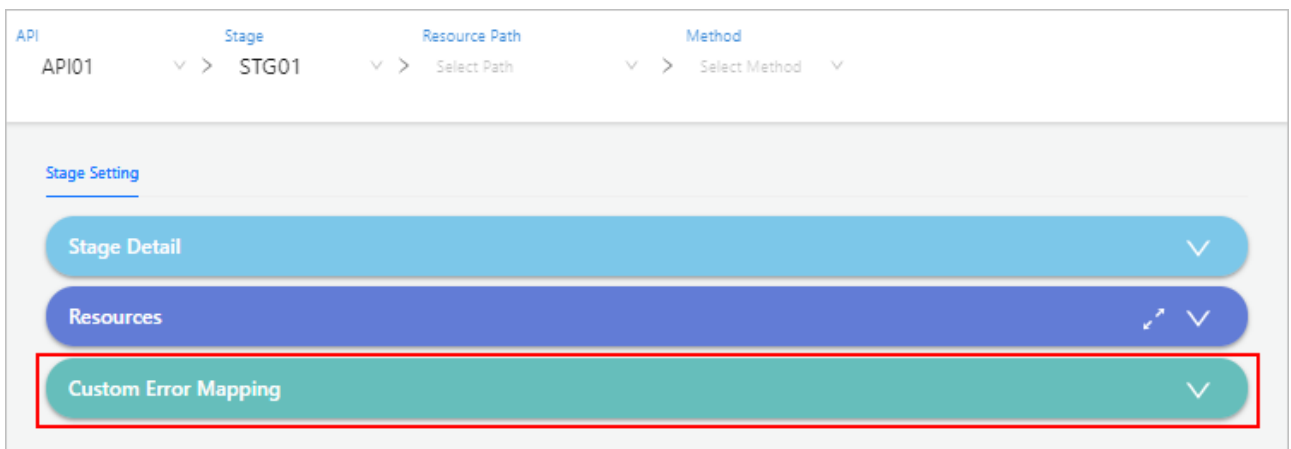 API Stage Resource Path Method
API01 > STG01 > Select Path > Select Method
Stage Setting
Stage Detail
Resources
Custom Error Mapping